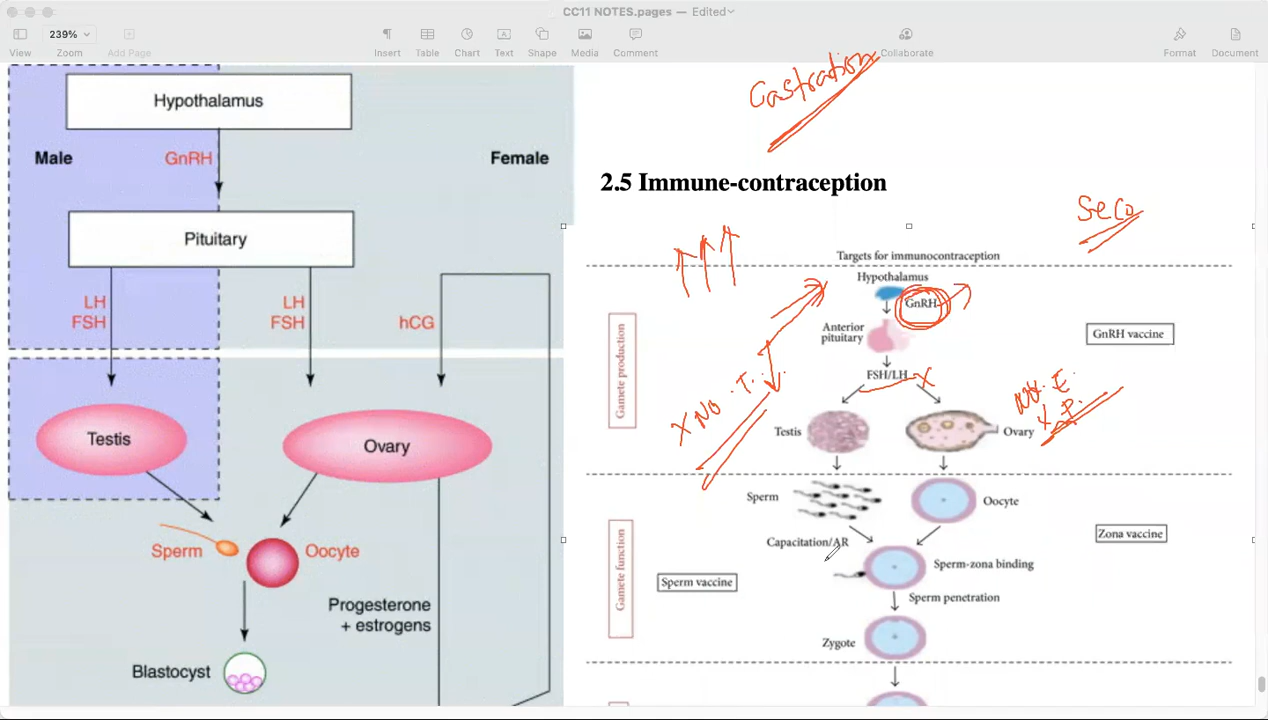 CC11 NOTES.pages — Edited
239%
View
Zoom
Add Page
Insert
Table
Chart
Text
Shape
Media
Comment
Collaborate
Format
Document
Hypothalamus
Male
GnRH
Female
Pituitary
LH
FSH
LH
FSH
hCG
Testis
Ovary
Sperm
Oocyte
Progesterone
+ estrogens
Blastocyst
Castration
2.5 Immune-contraception
Seco
Targets for immunocontraception
Hypothalamus
GnRH
Anterior
pituitary
GnRH vaccine
Gamete production
FSH/LH
X
X No. T.
No. E.
X P.
Testis
Ovary
Sperm
Oocyte
Capacitation/AR
Zona vaccine
Sperm-zona binding
Sperm vaccine
Gamete function
Sperm penetration
Zygote